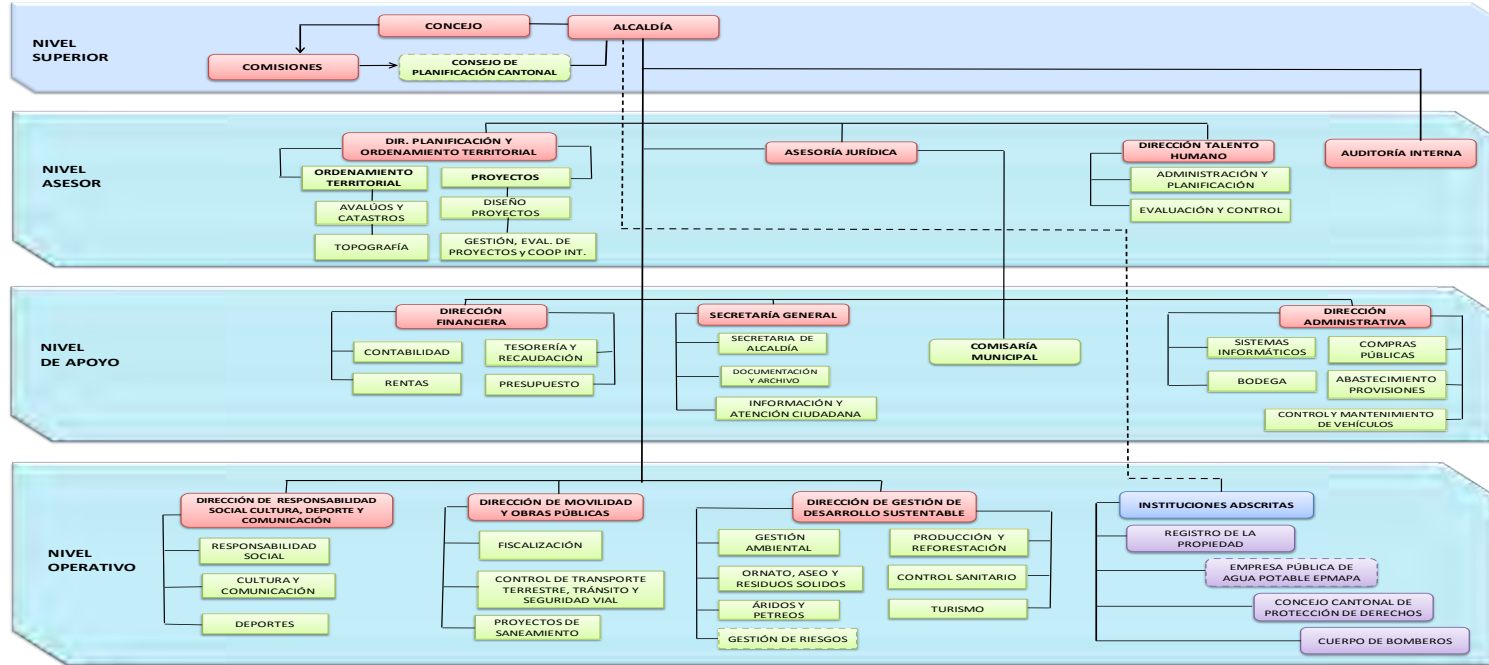 NIVEL
SUPERIOR
CONCEJO
ALCALDÍA
COMISIONES
CONSEJO DE
PLANIFICACIÓN CANTONAL
NIVEL
ASESOR
DIR. PLANIFICACIÓN Y
ORDENAMIENTO TERRITORIAL
ORDENAMIENTO
TERRITORIAL
AVALÚOS Y
CATASTROS
TOPOGRAFÍA
PROYECTOS
DISEÑO
PROYECTOS
GESTIÓN, EVAL. DE
PROYECTOS y COOP INT.
ASESORÍA JURÍDICA
DIRECCIÓN TALENTO
HUMANO
ADMINISTRACIÓN Y
PLANIFICACIÓN
EVALUACIÓN Y CONTROL
AUDITORÍA INTERNA
NIVEL
DE APOYO
DIRECCIÓN
FINANCIERA
CONTABILIDAD
RENTAS
TESORERÍA Y
RECAUDACIÓN
PRESUPUESTO
SECRETARÍA GENERAL
SECRETARIA DE
ALCALDÍA
DOCUMENTACIÓN
Y ARCHIVO
INFORMACIÓN Y
ATENCIÓN CIUDADANA
COMISARÍA
MUNICIPAL
DIRECCIÓN
ADMINISTRATIVA
SISTEMAS
INFORMÁTICOS
BODEGA
COMPRAS
PÚBLICAS
ABASTECIMIENTO
PROVISIONES
CONTROL Y MANTENIMIENTO
DE VEHÍCULOS
NIVEL
OPERATIVO
DIRECCIÓN DE RESPONSABILIDAD
SOCIAL CULTURA, DEPORTE Y
COMUNICACIÓN
RESPONSABILIDAD
SOCIAL
CULTURA Y
COMUNICACIÓN
DEPORTES
DIRECCIÓN DE MOVILIDAD
Y OBRAS PÚBLICAS
FISCALIZACIÓN
CONTROL DE TRANSPORTE
TERRESTRE, TRÁNSITO Y
SEGURIDAD VIAL
PROYECTOS DE
SANEAMIENTO
DIRECCIÓN DE GESTIÓN DE
DESARROLLO SUSTENTABLE
GESTIÓN
AMBIENTAL
ORNATO, ASEO Y
RESIDUOS SOLIDOS
ÁRIDOS Y
PETREOS
GESTIÓN DE RIESGOS
PRODUCCIÓN Y
REFORESTACIÓN
CONTROL SANITARIO
TURISMO
INSTITUCIONES ADSCRITAS
REGISTRO DE LA
PROPIEDAD
EMPRESA PÚBLICA DE
AGUA POTABLE EPMAPA
CONCEJO CANTONAL DE
PROTECCIÓN DE DERECHOS
CUERPO DE BOMBEROS